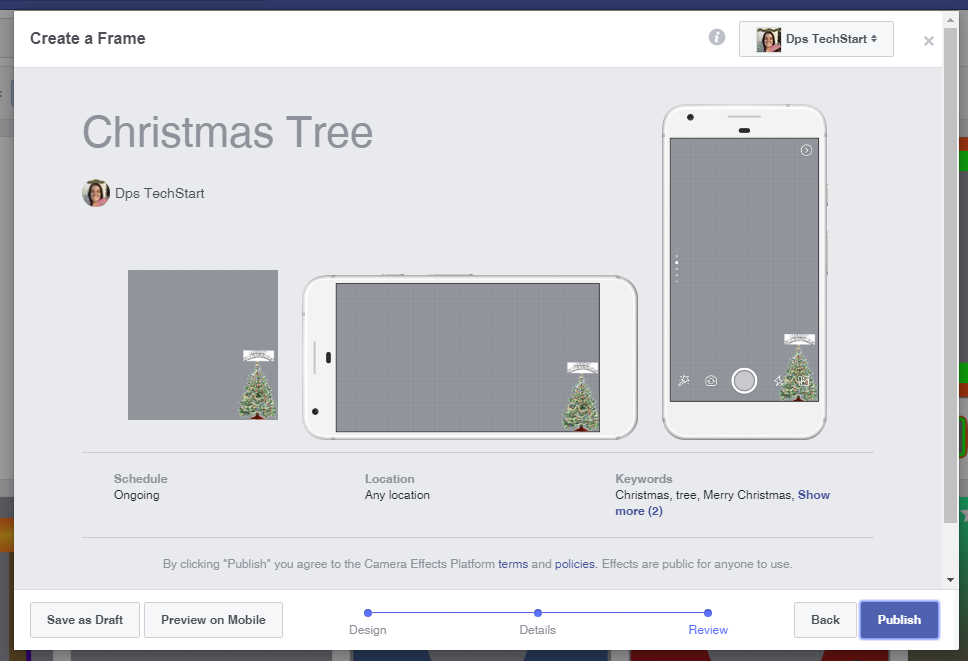 Create a Frame
Dps TechStart
Christmas Tree
Dps TechStart
Schedule
Ongoing
Location
Any location
Keywords
Christmas, tree, Merry Christmas, Show
more (2)
By clicking "Publish" you agree to the Camera Effects Platform terms and policies. Effects are public for anyone to use.
Save as Draft
Preview on Mobile
Design
Details
Review
Back
Publish